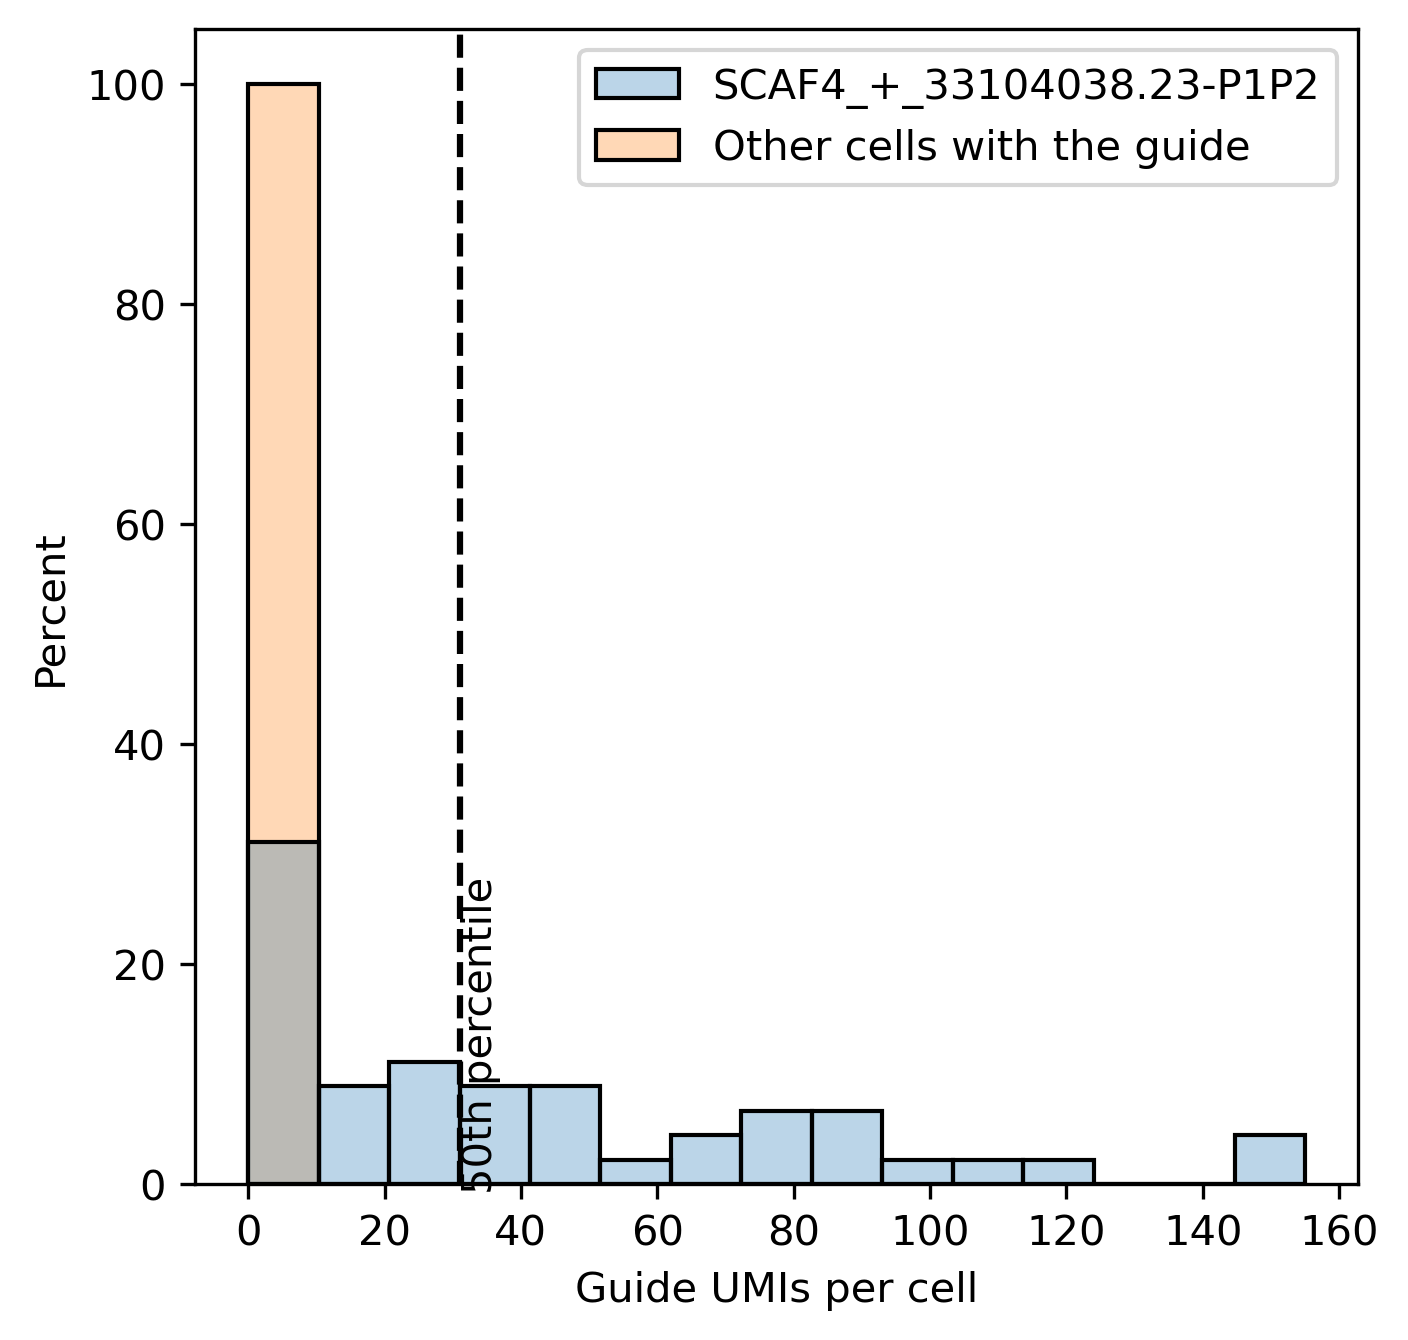 SCAF4_+_33104038.23-P1P2
Other cells with the guide
100
80
60
40
20
0
Percent
50th percentile
0 20 40 60 80 100 120 140 160
Guide UMIs per cell